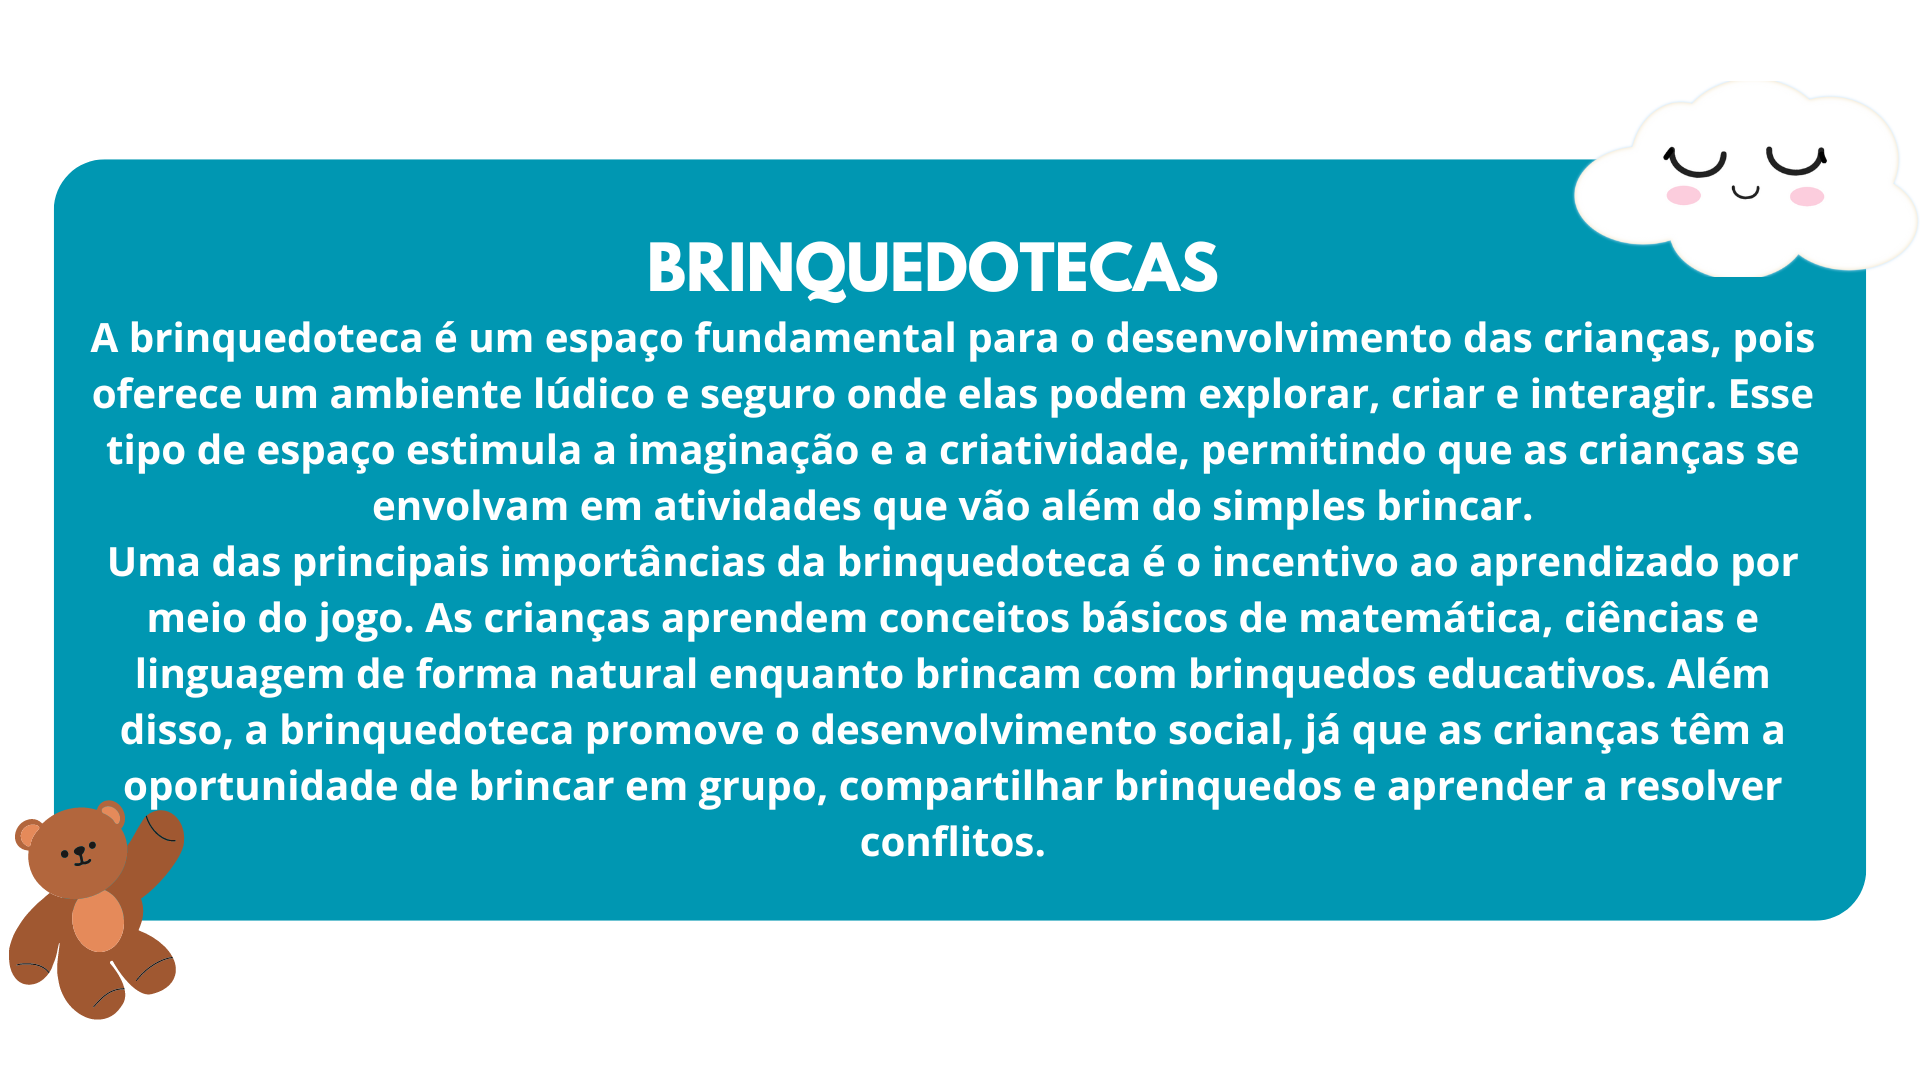 BRINQUEDOTECAS
A brinquedoteca é um espaço fundamental para o desenvolvimento das crianças, pois
oferece um ambiente lúdico e seguro onde elas podem explorar, criar e interagir. Esse
tipo de espaço estimula a imaginação e a criatividade, permitindo que as crianças se
envolvam em atividades que vão além do simples brincar.
Uma das principais importâncias da brinquedoteca é o incentivo ao aprendizado por
meio do jogo. As crianças aprendem conceitos básicos de matemática, ciências e
linguagem de forma natural enquanto brincam com brinquedos educativos. Além
disso, a brinquedoteca promove o desenvolvimento social, já que as crianças têm a
oportunidade de brincar em grupo, compartilhar brinquedos e aprender a resolver
conflitos.